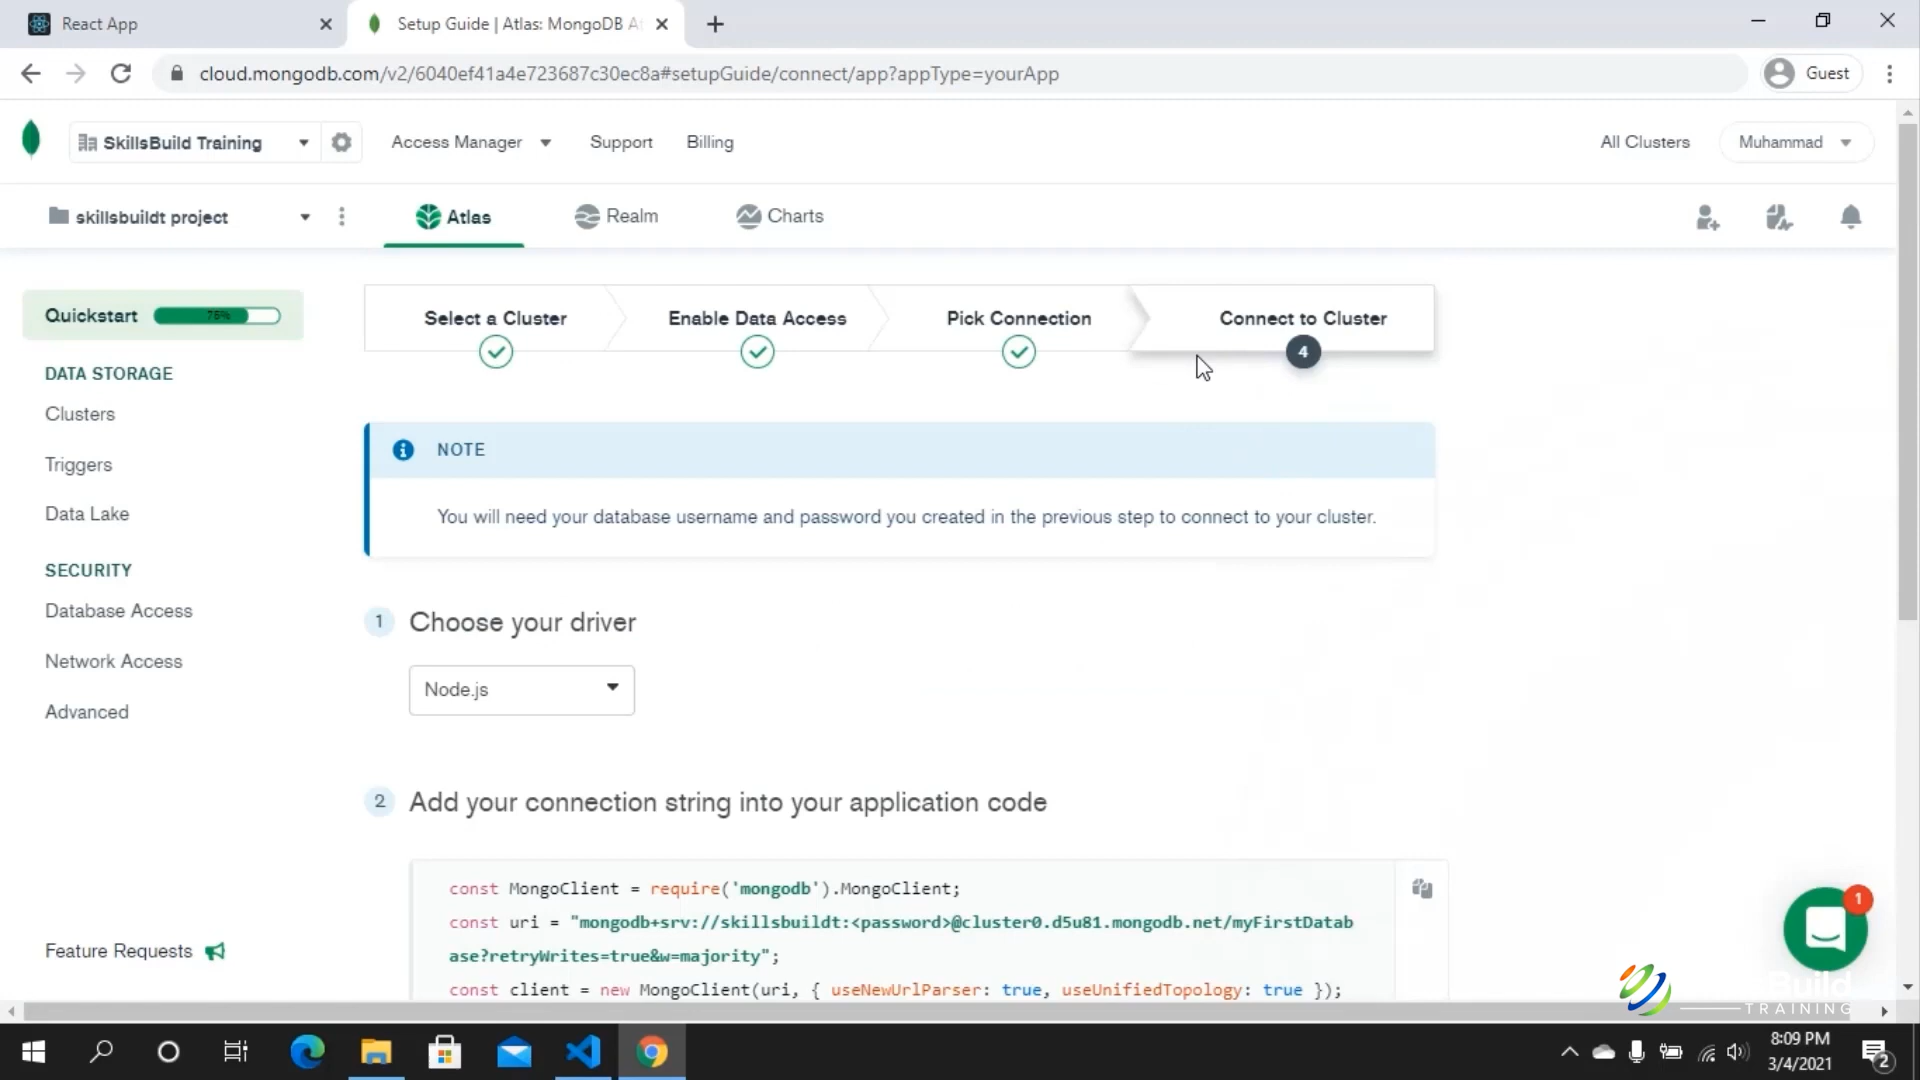 React App
Setup Guide | Atlas: MongoDB At
cloud.mongodb.com/v2/6040ef41a4e723687c30ec8a#setupGuide/connect/app?appType=yourApp
Guest
SkillsBuild Training
Access Manager
Support
Billing
All Clusters
Muhammad
skillsbuildt project
Atlas
Realm
Charts
Quickstart
75%
Select a Cluster
Enable Data Access
Pick Connection
Connect to Cluster
4
DATA STORAGE
Clusters
Triggers
Data Lake
SECURITY
Database Access
Network Access
Advanced
Feature Requests
NOTE
You will need your database username and password you created in the previous step to connect to your cluster.
1 Choose your driver
Node.js
2 Add your connection string into your application code
const MongoClient = require('mongodb').MongoClient;
const uri = "mongodb+srv://skillsbuildt:<password>@cluster0.d5u81.mongodb.net/myFirstDatab
ase?retryWrites=true&w=majority";
const client = new MongoClient(uri, { useNewUrlParser: true, useUnifiedTopology: true });
1
Build
TRAINING
8:09 PM
3/4/2021
2